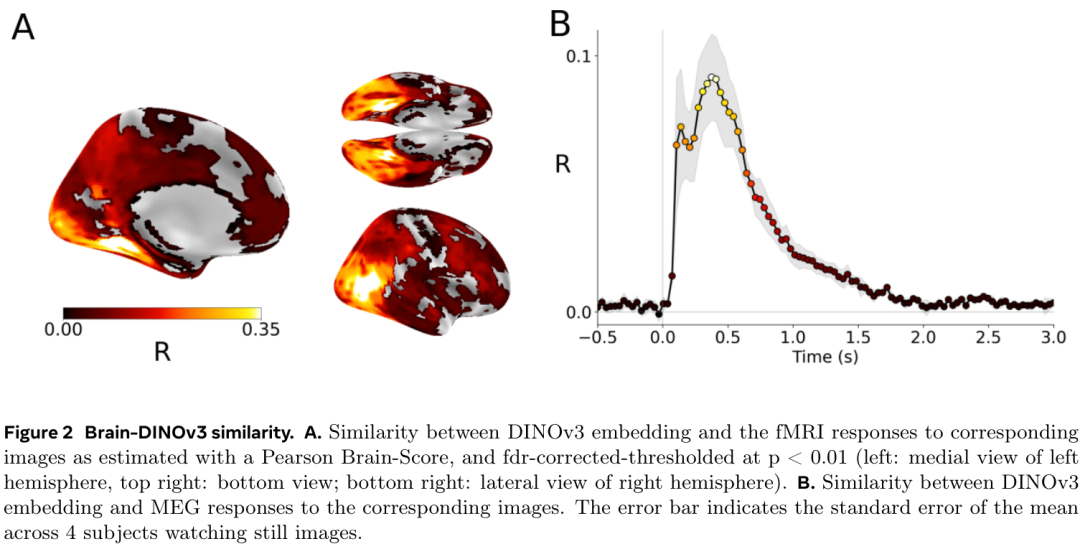 A
B
0.00
0.35
R
0.1
R
0.0
−0.5
0.0
0.5
1.0
1.5
2.0
2.5
3.0
Time (s)
Figure 2 Brain-DINOv3 similarity. A. Similarity between DINOv3 embedding and the fMRI responses to corresponding
images as estimated with a Pearson Brain-Score, and fdr-corrected-thresholded at p < 0.01 (left: medial view of left
hemisphere, top right: bottom view; bottom right: lateral view of right hemisphere). B. Similarity between DINOv3
embedding and MEG responses to the corresponding images. The error bar indicates the standard error of the mean
across 4 subjects watching still images.